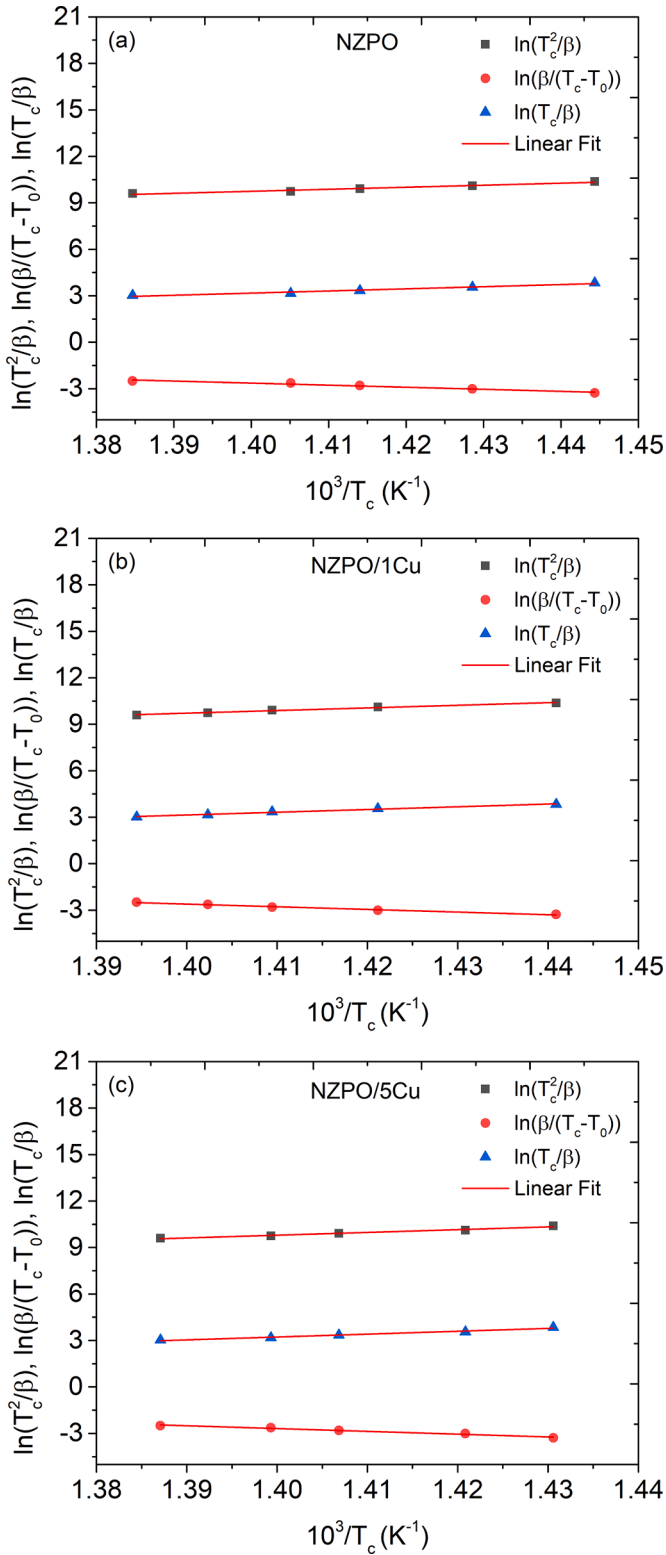 (a)
NZPO
ln(T_c^2/β)
ln(β/(T_c-T_0))
ln(T_c/β)
Linear Fit
21
18
15
12
9
6
3
0
-3
ln(T_c^2/β), ln(β/(T_c-T_0)), ln(T_c/β)
1.38 1.39 1.40 1.41 1.42 1.43 1.44 1.45
10^3/T_c (K^-1)
(b)
NZPO/1Cu
ln(T_c^2/β)
ln(β/(T_c-T_0))
ln(T_c/β)
Linear Fit
21
18
15
12
9
6
3
0
-3
ln(T_c^2/β), ln(β/(T_c-T_0)), ln(T_c/β)
1.39 1.40 1.41 1.42 1.43 1.44 1.45
10^3/T_c (K^-1)
(c)
NZPO/5Cu
ln(T_c^2/β)
ln(β/(T_c-T_0))
ln(T_c/β)
Linear Fit
21
18
15
12
9
6
3
0
-3
ln(T_c^2/β), ln(β/(T_c-T_0)), ln(T_c/β)
1.38 1.39 1.40 1.41 1.42 1.43 1.44
10^3/T_c (K^-1)